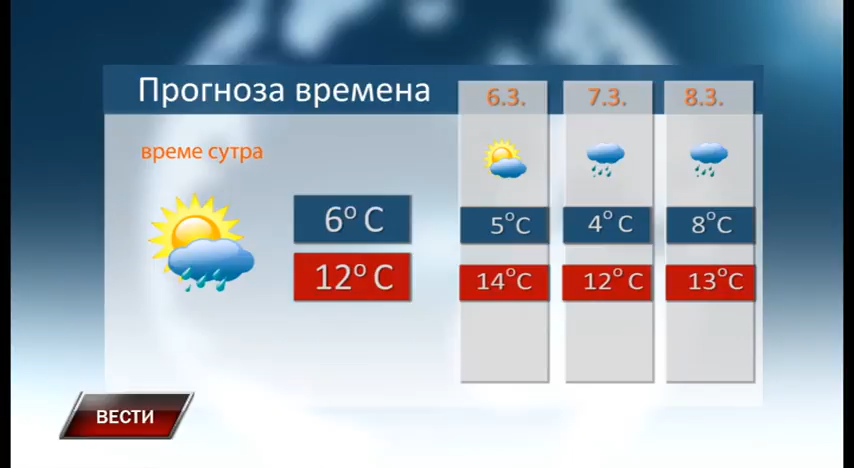 Прогноза времена
6.3. 7.3. 8.3.
време сутра
6° C
12° C
5°C 4°C 8°C
14°C 12°C 13°C
ВЕСТИ